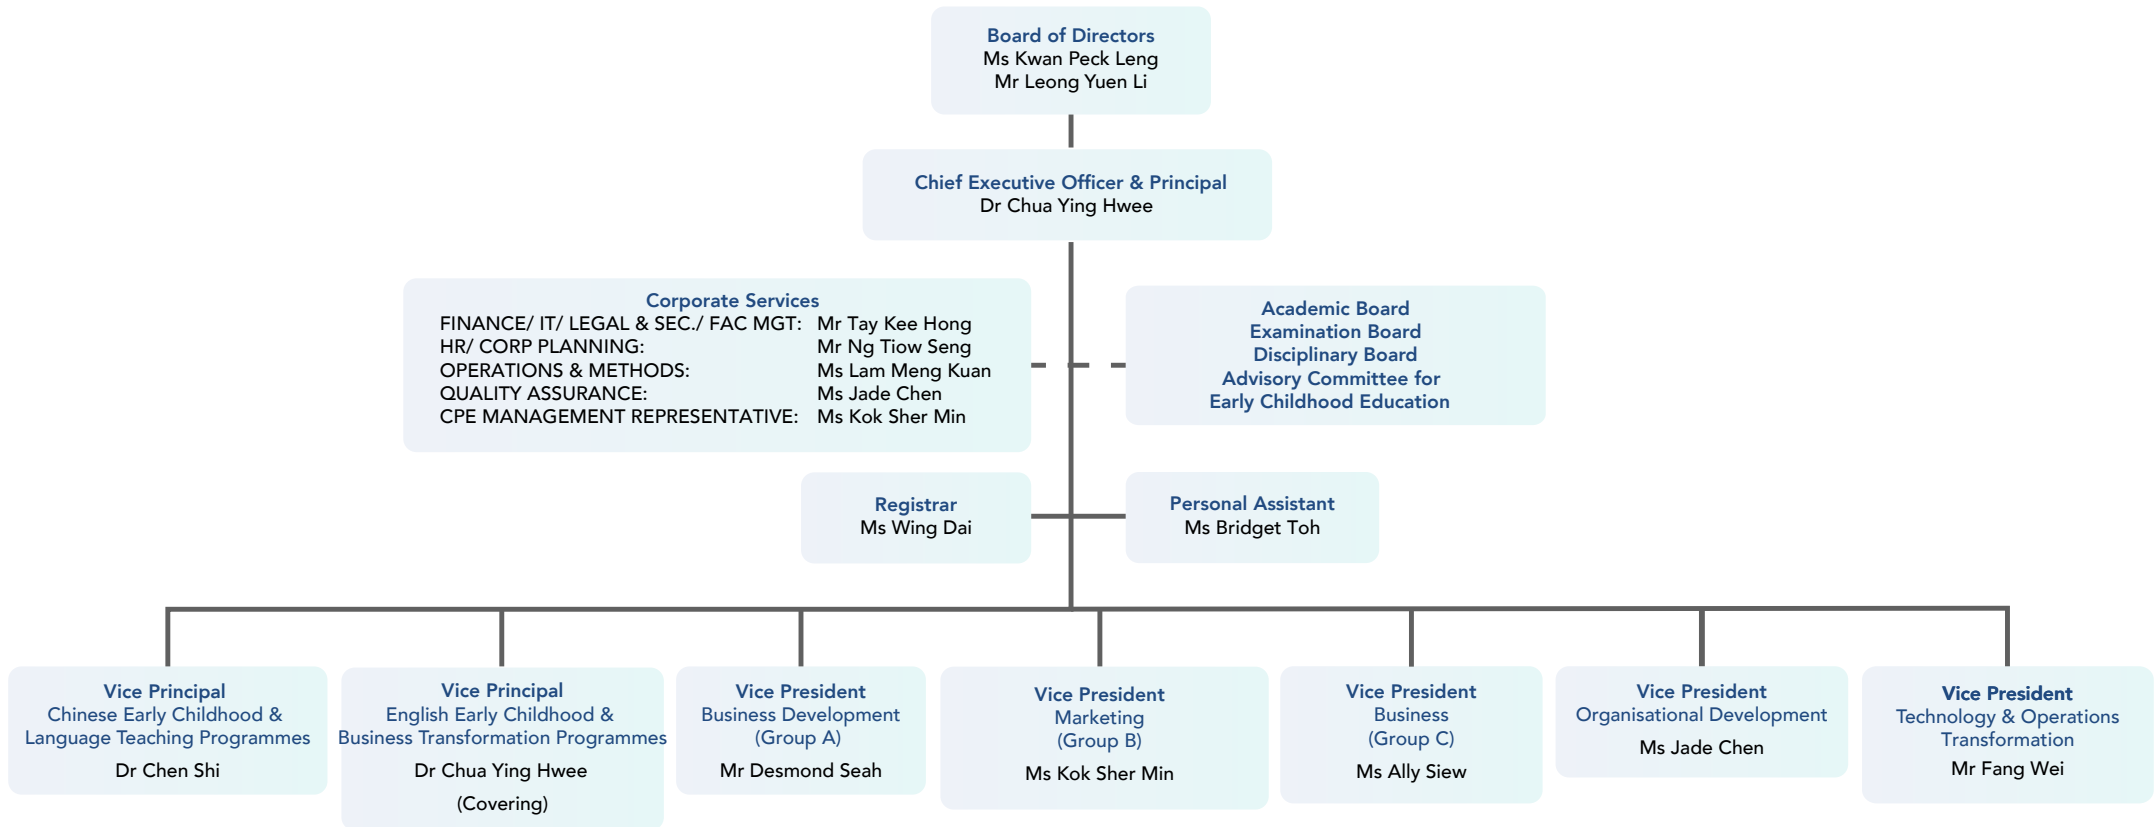 Board of Directors
Ms Kwan Peck Leng
Mr Leong Yuen Li
Chief Executive Officer & Principal
Dr Chua Ying Hwee
Corporate Services
FINANCE/ IT/ LEGAL & SEC./ FAC MGT: Mr Tay Kee Hong
HR/ CORP PLANNING: Mr Ng Tiow Seng
OPERATIONS & METHODS: Ms Lam Meng Kuan
QUALITY ASSURANCE: Ms Jade Chen
CPE MANAGEMENT REPRESENTATIVE: Ms Kok Sher Min
Academic Board
Examination Board
Disciplinary Board
Advisory Committee for
Early Childhood Education
Registrar
Ms Wing Dai
Personal Assistant
Ms Bridget Toh
Vice Principal
Chinese Early Childhood &
Language Teaching Programmes
Dr Chen Shi
Vice Principal
English Early Childhood &
Business Transformation Programmes
Dr Chua Ying Hwee
(Covering)
Vice President
Business Development
(Group A)
Mr Desmond Seah
Vice President
Marketing
(Group B)
Ms Kok Sher Min
Vice President
Business
(Group C)
Ms Ally Siew
Vice President
Organisational Development
Ms Jade Chen
Vice President
Technology & Operations
Transformation
Mr Fang Wei